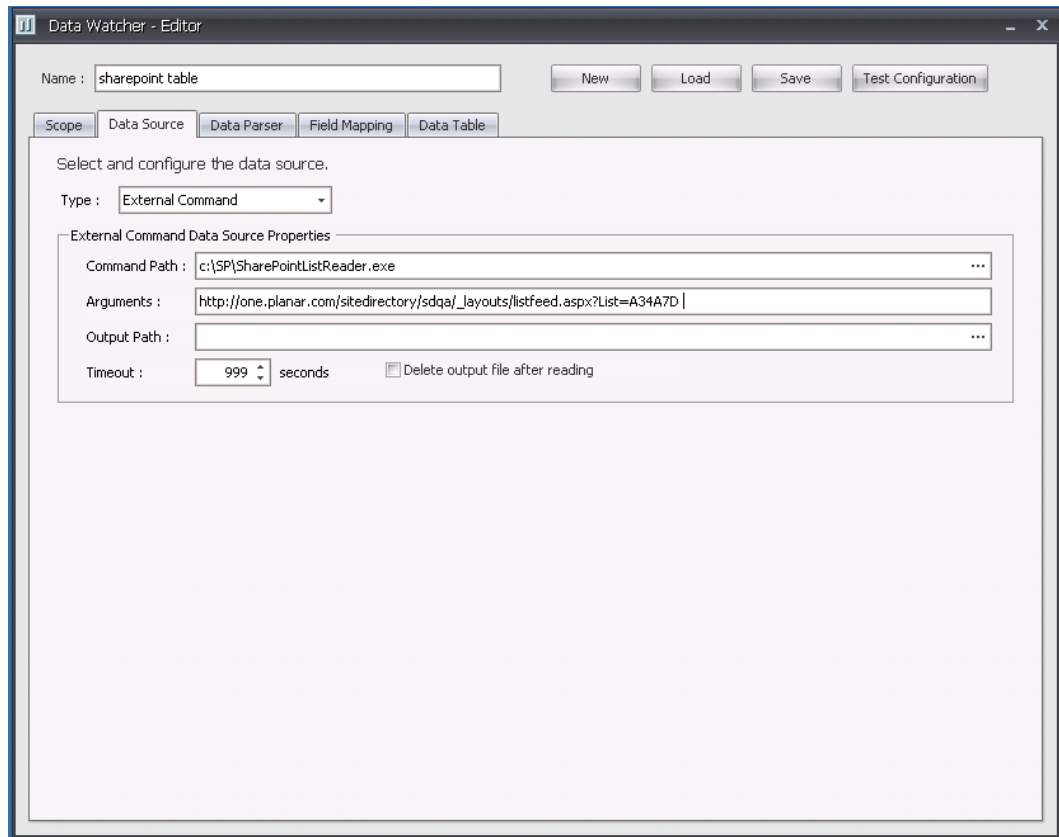 Data Watcher - Editor
Name : sharepoint table New Load Save Test Configuration
Scope Data Source Data Parser Field Mapping Data Table
Select and configure the data source.
Type : External Command
External Command Data Source Properties
Command Path : c:\SP\SharePointListReader.exe ...
Arguments : http://one.planar.com/sitedirectory/sdqa/_layouts/listfeed.aspx?List=A34A7D
Output Path : ...
Timeout : 999 seconds Delete output file after reading